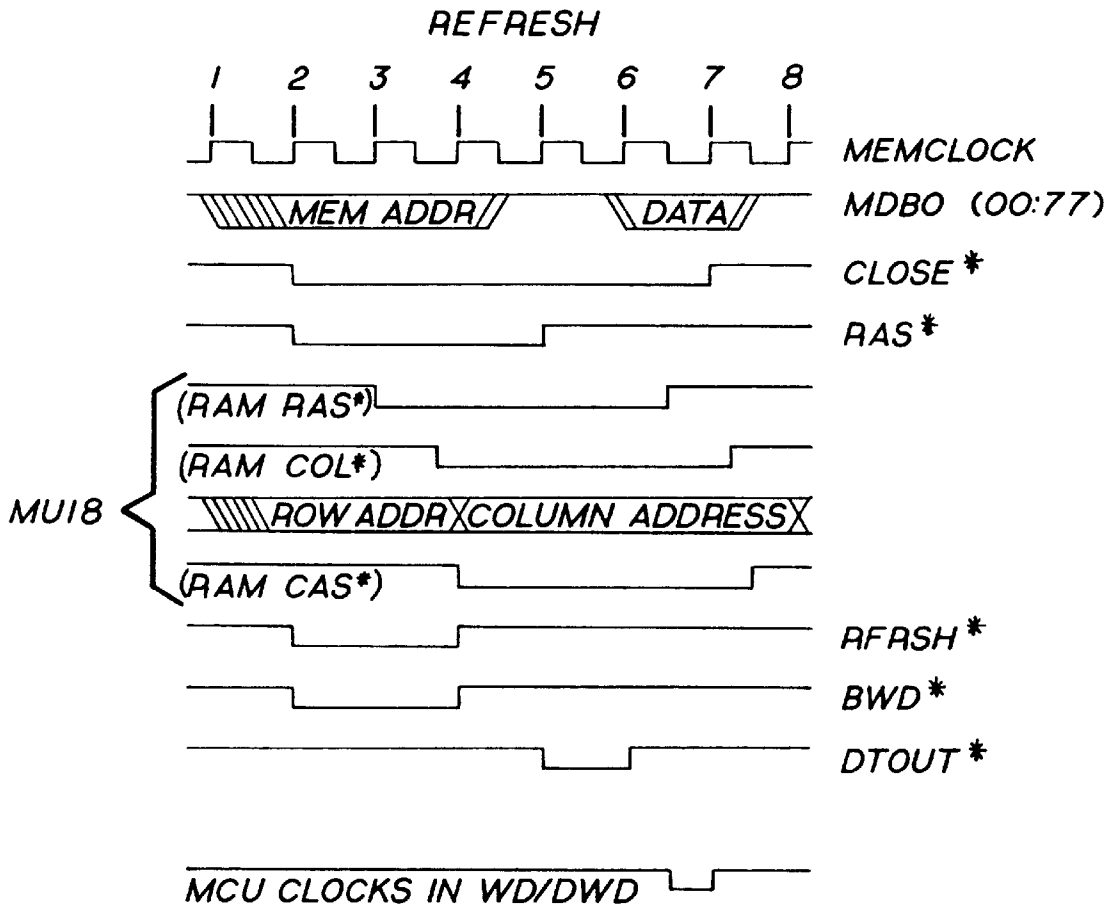 REFRESH
1 2 3 4 5 6 7 8
MEMCLOCK
MEM ADDR DATA MDBO (00:77)
CLOSE*
RAS*
(RAM RAS*)
(RAM COL*)
MU18 ROW ADDR COLUMN ADDRESS
(RAM CAS*)
RFRSH*
BWD*
DTOUT*
MCU CLOCKS IN WD/DWD